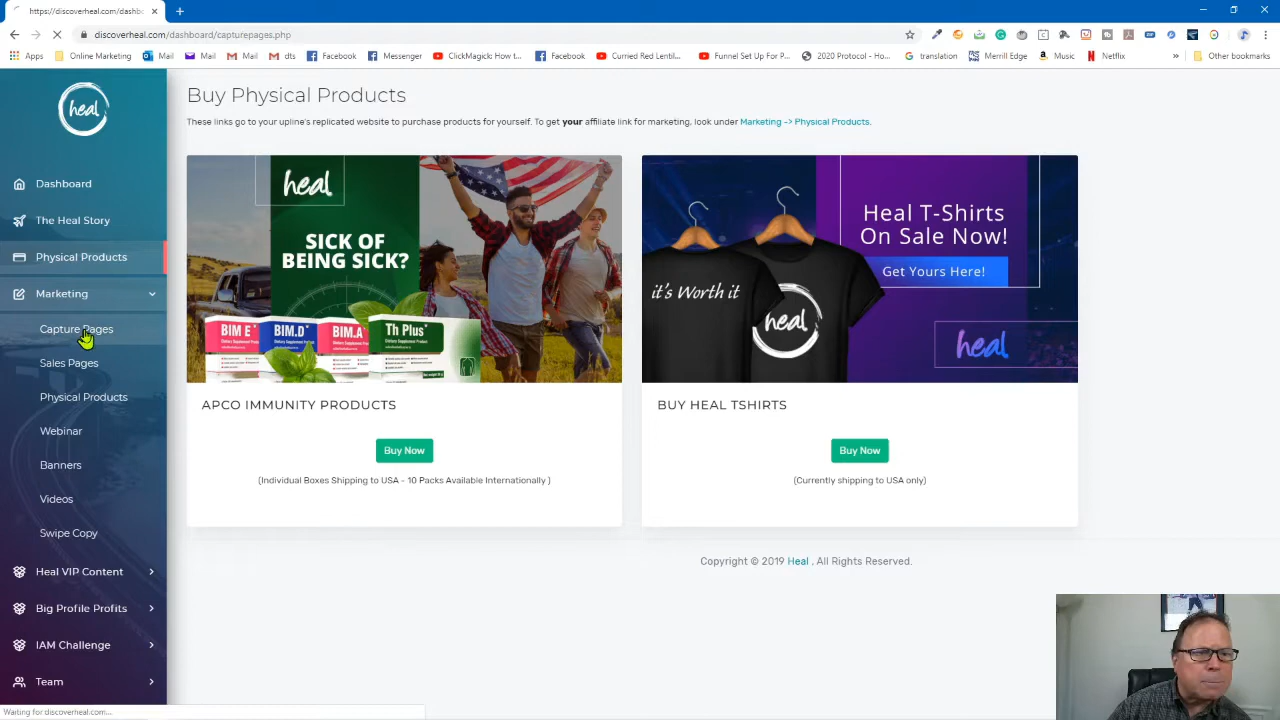 https://discoverheal.com/dashb:
discoverheal.com/dashboard/capturepages.php
Apps
Online Marketing
Mail
Mail
Mail
dts
Facebook
Messenger
ClickMagick: How t...
Facebook
Curried Red Lentil...
Funnel Set Up For P...
2020 Protocol - Ho...
translation
Merrill Edge
Music
Netflix
»
Other bookmarks
heal
Dashboard
The Heal Story
Physical Products
Marketing
Capture Pages
Sales Pages
Physical Products
Webinar
Banners
Videos
Swipe Copy
Heal VIP Content
Big Profile Profits
IAM Challenge
Team
Waiting for discoverheal.com...
Buy Physical Products
These links go to your upline's replicated website to purchase products for yourself. To get your affiliate link for marketing, look under Marketing -> Physical Products.
heal
SICK OF
BEING SICK?
BIM E
BIM.D
BIM.A
Th Plus
APCO IMMUNITY PRODUCTS
Buy Now
(Individual Boxes Shipping to USA - 10 Packs Available Internationally )
Heal T-Shirts
On Sale Now!
Get Yours Here!
it's Worth it
heal
heal
BUY HEAL TSHIRTS
Buy Now
(Currently shipping to USA only)
Copyright © 2019 Heal . All Rights Reserved.